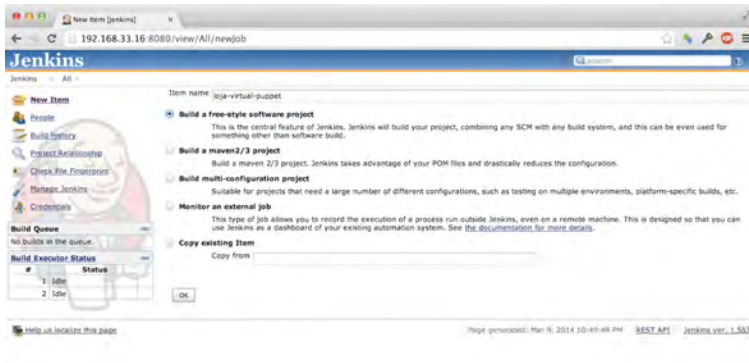 New Item [Jenkins]
192.168.33.16:8080/view/All/newJob
Jenkins
search
Jenkins
All
New Item
People
Build History
Project Relationship
Check File Fingerprint
Manage Jenkins
Credentials
Build Queue
No builds in the queue.
Build Executor Status
# Status
1 Idle
2 Idle
Item name loja-virtual-puppet
Build a free-style software project
This is the central feature of Jenkins. Jenkins will build your project, combining any SCM with any build system, and this can be even used for
something other than software build.
Build a maven2/3 project
Build a maven 2/3 project. Jenkins takes advantage of your POM files and drastically reduces the configuration.
Build multi-configuration project
Suitable for projects that need a large number of different configurations, such as testing on multiple environments, platform-specific builds, etc.
Monitor an external job
This type of job allows you to record the execution of a process run outside Jenkins, even on a remote machine. This is designed so that you can
use Jenkins as a dashboard of your existing automation system. See the documentation for more details.
Copy existing Item
Copy from
OK
Help us localize this page
Page generated: Mar 9, 2014 10:49:46 PM REST API Jenkins ver. 1.55